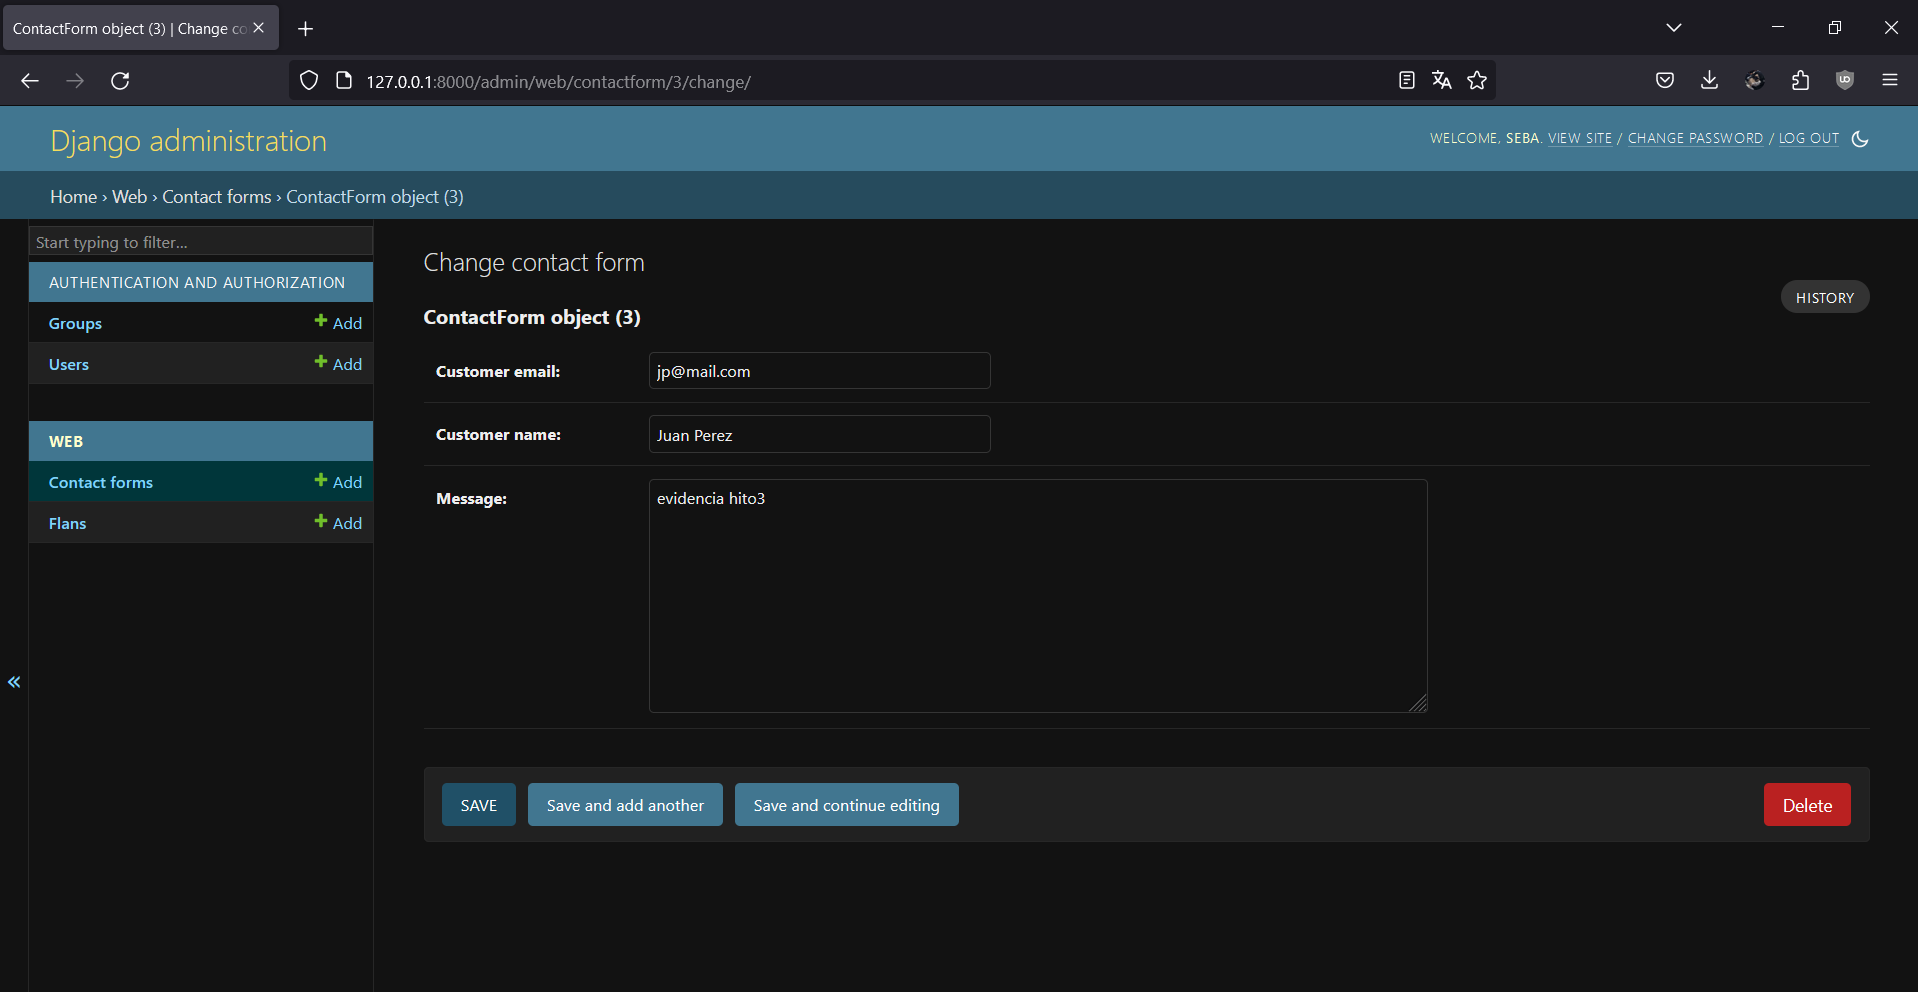 ContactForm object (3) | Change co
127.0.0.1:8000/admin/web/contactform/3/change/
Django administration
WELCOME, SEBA. VIEW SITE / CHANGE PASSWORD / LOG OUT
Home › Web › Contact forms › ContactForm object (3)
Start typing to filter...
AUTHENTICATION AND AUTHORIZATION
Groups + Add
Users + Add
WEB
Contact forms + Add
Flans + Add
«
Change contact form
HISTORY
ContactForm object (3)
Customer email: jp@mail.com
Customer name: Juan Perez
Message: evidencia hito3
SAVE Save and add another Save and continue editing Delete